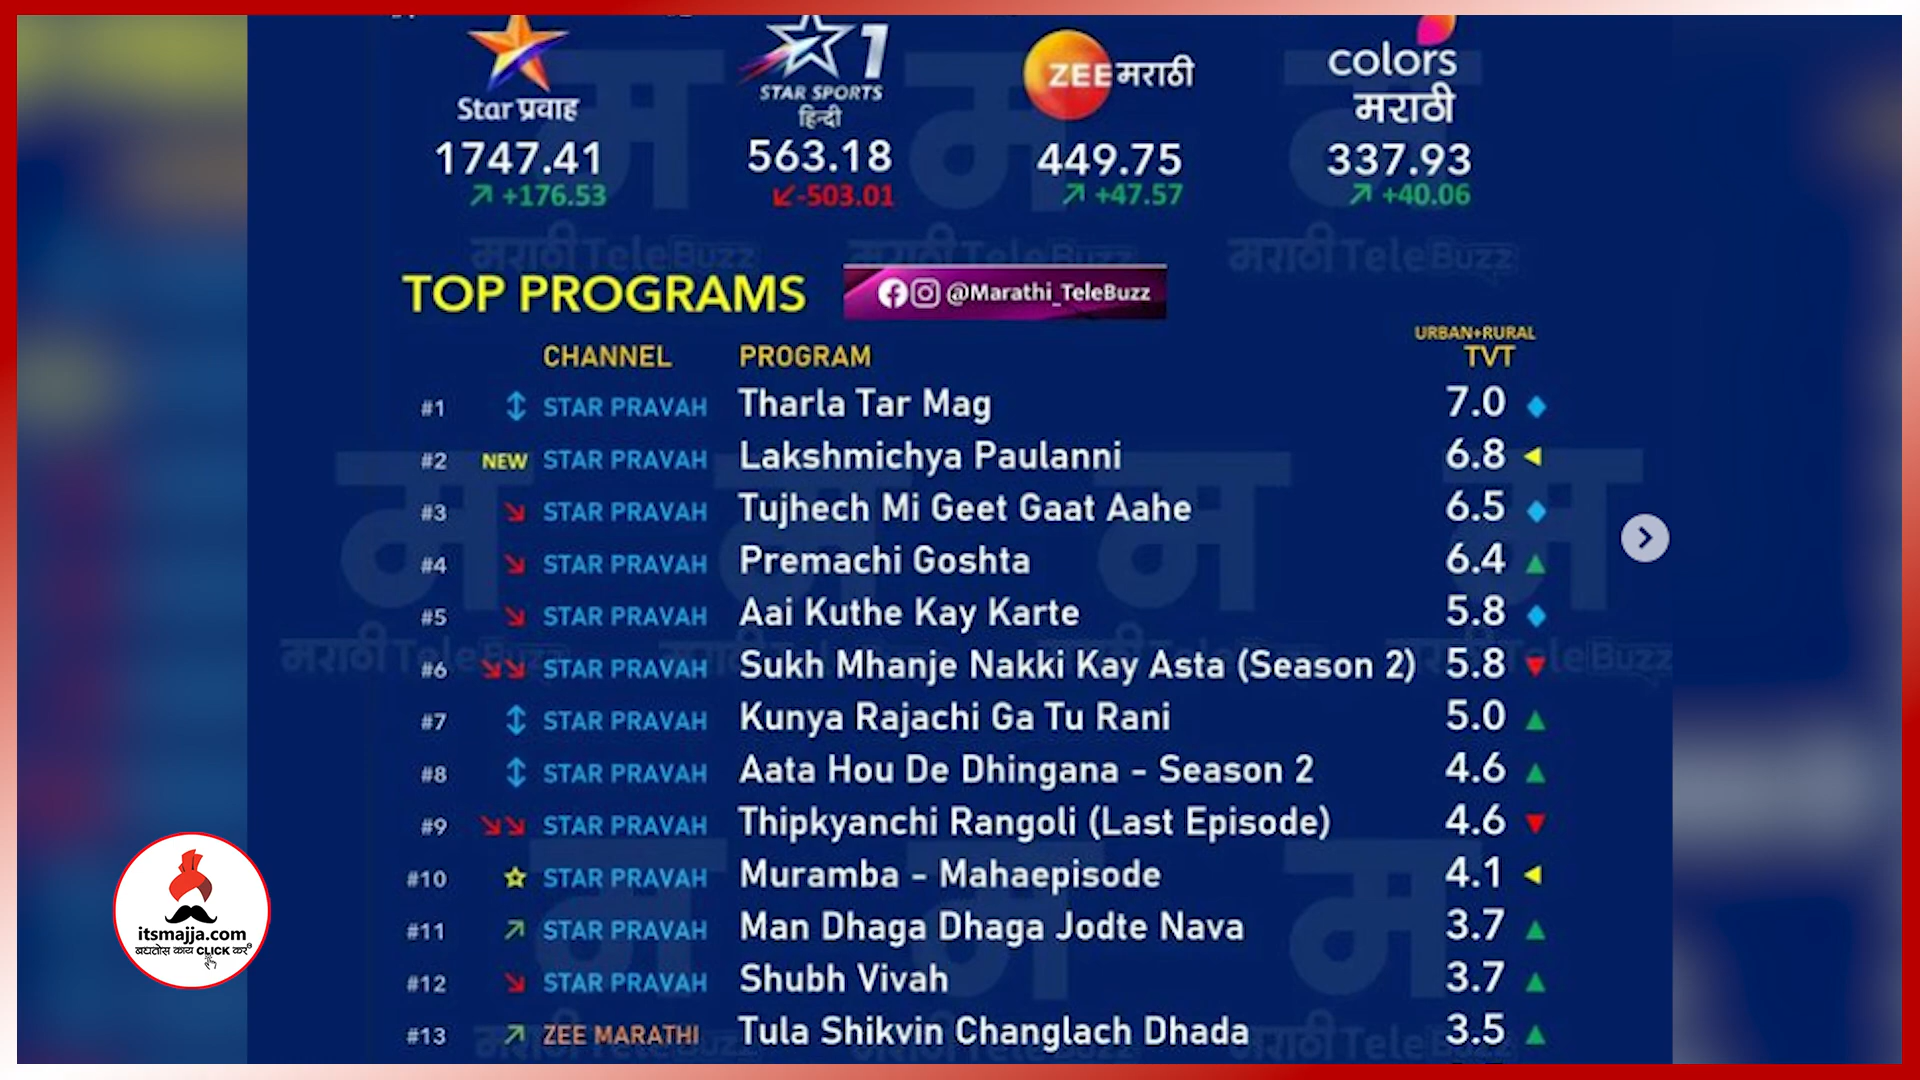 Star प्रवाह
1
STAR SPORTS
हिन्दी
ZEE मराठी
colors
मराठी
1747.41
563.18
449.75
337.93
+176.53
-503.01
+47.57
+40.06
TOP PROGRAMS
@Marathi_TeleBuzz
URBAN+RURAL
CHANNEL PROGRAM TVT
#1 STAR PRAVAH Tharla Tar Mag 7.0
#2 NEW STAR PRAVAH Lakshmichya Paulanni 6.8
#3 STAR PRAVAH Tujhech Mi Geet Gaat Aahe 6.5
#4 STAR PRAVAH Premachi Goshta 6.4
#5 STAR PRAVAH Aai Kuthe Kay Karte 5.8
#6 STAR PRAVAH Sukh Mhanje Nakki Kay Asta (Season 2) 5.8
#7 STAR PRAVAH Kunya Rajachi Ga Tu Rani 5.0
#8 STAR PRAVAH Aata Hou De Dhingana - Season 2 4.6
#9 STAR PRAVAH Thipkyanchi Rangoli (Last Episode) 4.6
#10 STAR PRAVAH Muramba - Mahaepisode 4.1
#11 STAR PRAVAH Man Dhaga Dhaga Jodte Nava 3.7
#12 STAR PRAVAH Shubh Vivah 3.7
#13 ZEE MARATHI Tula Shikvin Changlach Dhada 3.5
मराठी TeleBuzz
itsmajja.com
बघतोस काय CLICK कर